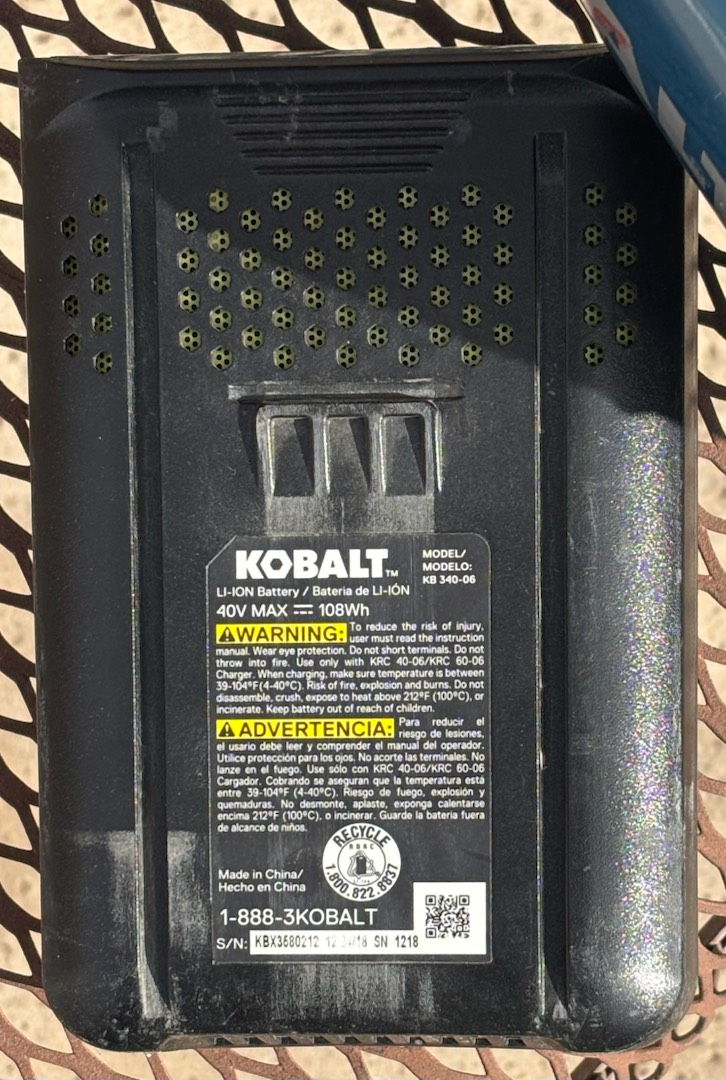 KOBALT™
MODEL/
MODELO:
KB 340-06
LI-ION Battery / Bateria de LI-IÓN
40V MAX ⎓ 108Wh
WARNING: To reduce the risk of injury,
user must read the instruction
manual. Wear eye protection. Do not short terminals. Do not
throw into fire. Use only with KRC 40-06/KRC 60-06
Charger. When charging, make sure temperature is between
39-104°F(4-40°C). Risk of fire, explosion and burns. Do not
disassemble, crush, expose to heat above 212°F (100°C), or
incinerate. Keep battery out of reach of children.
ADVERTENCIA: Para reducir el
riesgo de lesiones,
el usario debe leer y comprender el manual del operador.
Utilice protección para los ojos. No acorte las terminales. No
lanze en el fuego. Use sólo con KRC 40-06/KRC 60-06
Cargador. Cobrando se aseguran que la temperatura está
entre 39-104°F (4-40°C). Riesgo de fuego, explosión y
quemaduras. No desmonte, aplaste, exponga calentarse
encima 212°F (100°C), o incinerar. Guarde la bateria fuera
de alcance de niños.
RECYCLE
RBRC
1.800.822.8837
Made in China/
Hecho en China
1-888-3KOBALT
S/N: KBX3580212 SN 1218